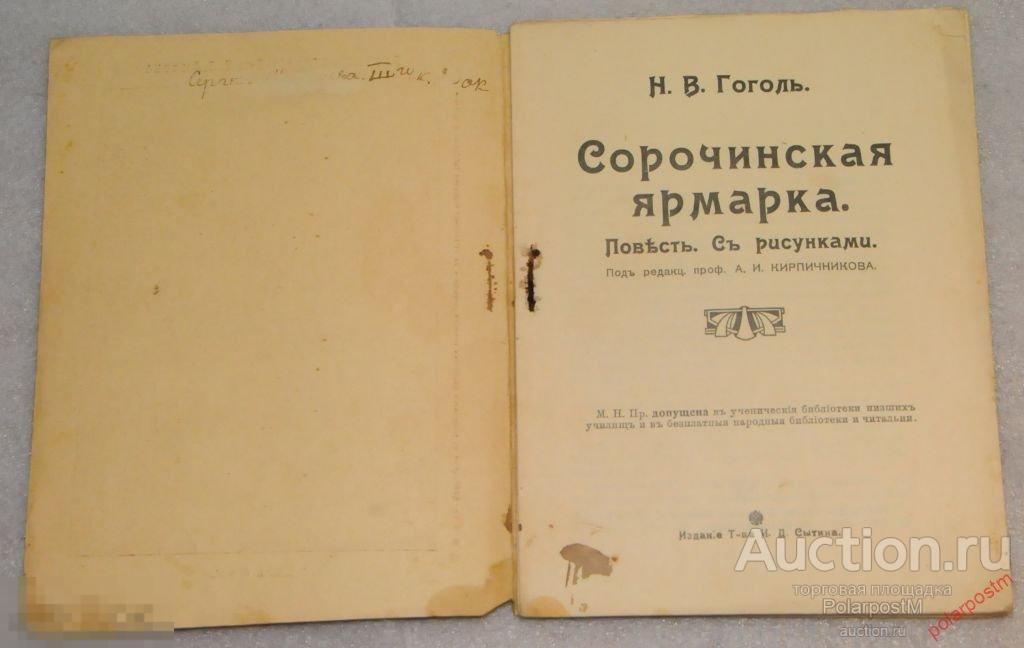 Н. В. Гоголь.
Сорочинская
ярмарка.
Повѣсть. Съ рисунками.
Подъ редакц. проф. А. И. КИРПИЧНИКОВА.
М. Н. Пр. допущена въ ученическія библіотеки низшихъ
училищъ и въ безплатныя народныя библіотеки и читальни.
Изданіе Т-ва И. Д. Сытина.
Auction.ru
торговая площадка
PolarpostM
auction.ru
polarpostm